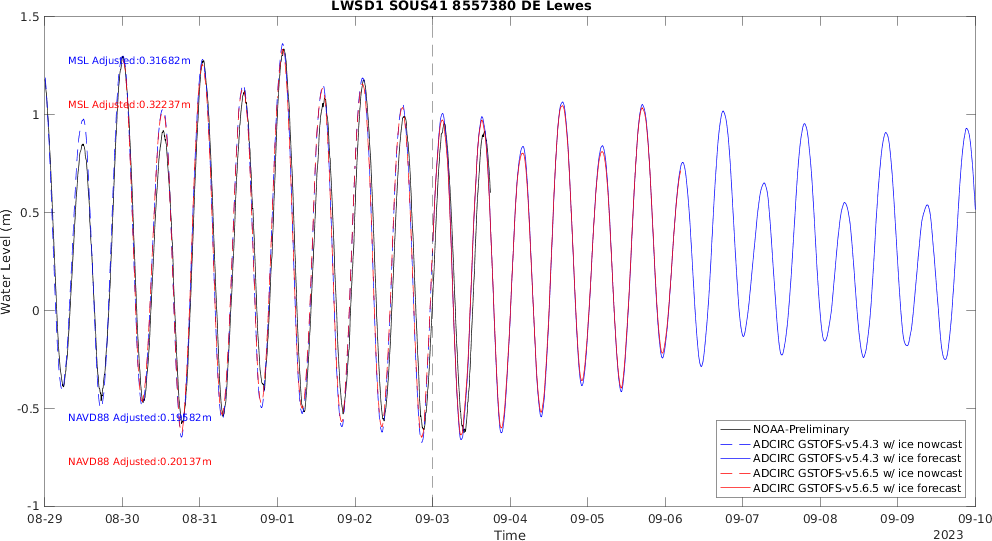 LWSD1 SOUS41 8557380 DE Lewes
1.5
1
0.5
0
-0.5
-1
Water Level (m)
MSL Adjusted:0.31682m
MSL Adjusted:0.32237m
NAVD88 Adjusted:0.19582m
NAVD88 Adjusted:0.20137m
NOAA-Preliminary
ADCIRC GSTOFS-v5.4.3 w/ ice nowcast
ADCIRC GSTOFS-v5.4.3 w/ ice forecast
ADCIRC GSTOFS-v5.6.5 w/ ice nowcast
ADCIRC GSTOFS-v5.6.5 w/ ice forecast
08-29 08-30 08-31 09-01 09-02 09-03 09-04 09-05 09-06 09-07 09-08 09-09 09-10
Time
2023